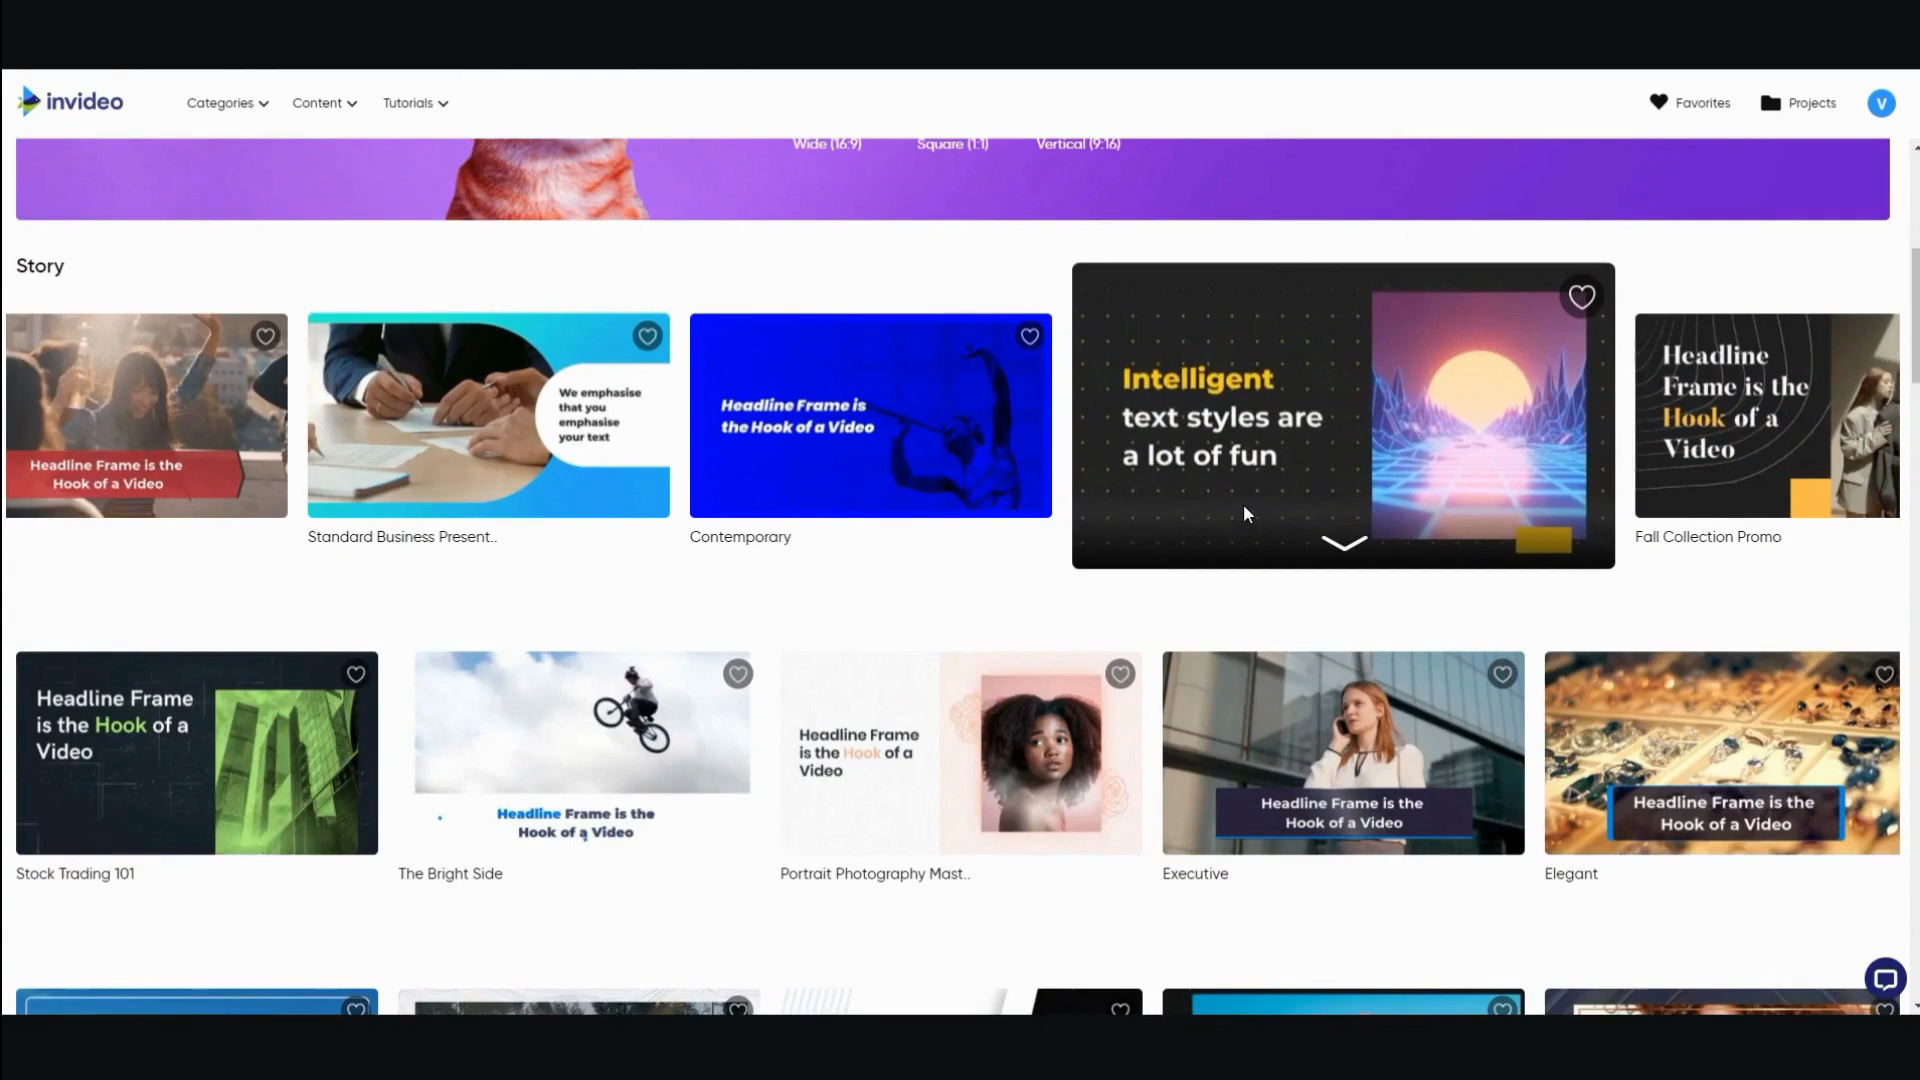 invideo
Categories
Content
Tutorials
Favorites
Projects
V
Wide (16:9)
Square (1:1)
Vertical (9:16)
Story
Headline Frame is the
Hook of a Video
We emphasise
that you
emphasise
your text
Standard Business Present..
Headline Frame is
the Hook of a Video
Contemporary
Intelligent
text styles are
a lot of fun
Headline
Frame is the
Hook of a
Video
Fall Collection Promo
Headline Frame
is the Hook of a
Video
Stock Trading 101
Headline Frame is the
Hook of a Video
The Bright Side
Headline Frame
is the Hook of a
Video
Portrait Photography Mast..
Headline Frame is the
Hook of a Video
Executive
Headline Frame is the
Hook of a Video
Elegant